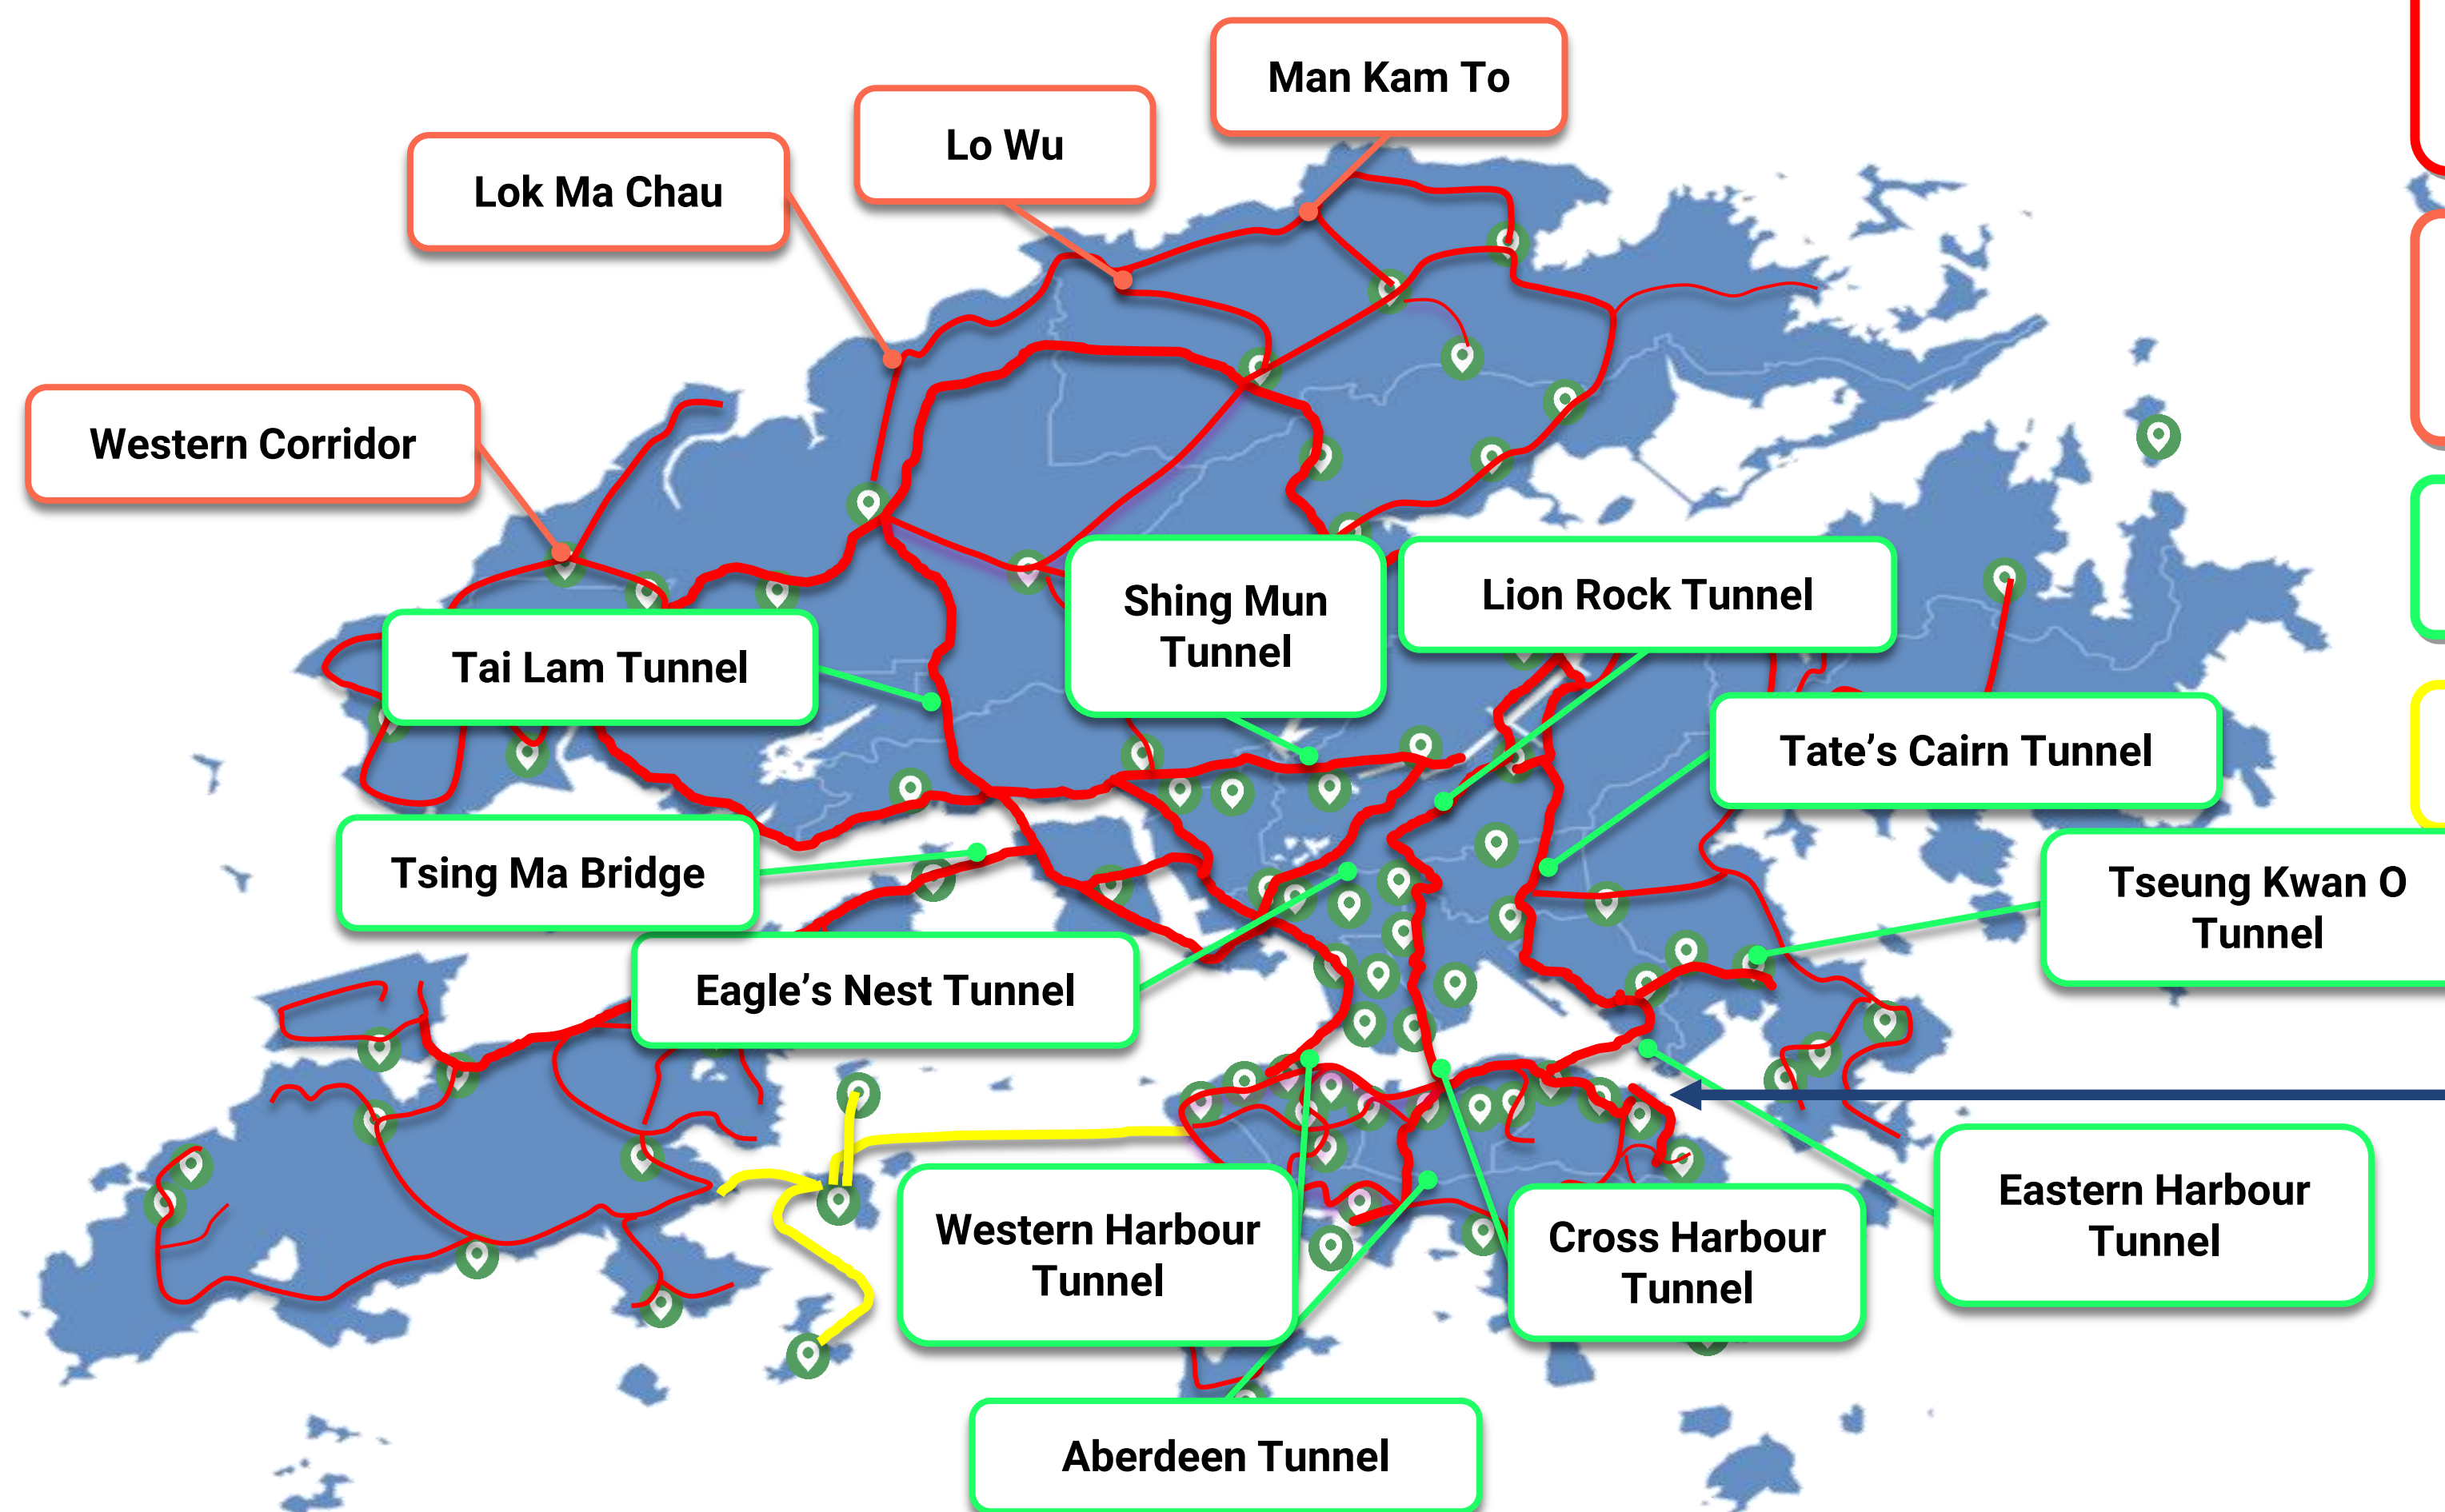 Man Kam To
Lo Wu
Lok Ma Chau
Western Corridor
Shing Mun
Tunnel
Lion Rock Tunnel
Tai Lam Tunnel
Tate’s Cairn Tunnel
Tsing Ma Bridge
Tseung Kwan O
Tunnel
Eagle’s Nest Tunnel
Western Harbour
Tunnel
Cross Harbour
Tunnel
Eastern Harbour
Tunnel
Aberdeen Tunnel